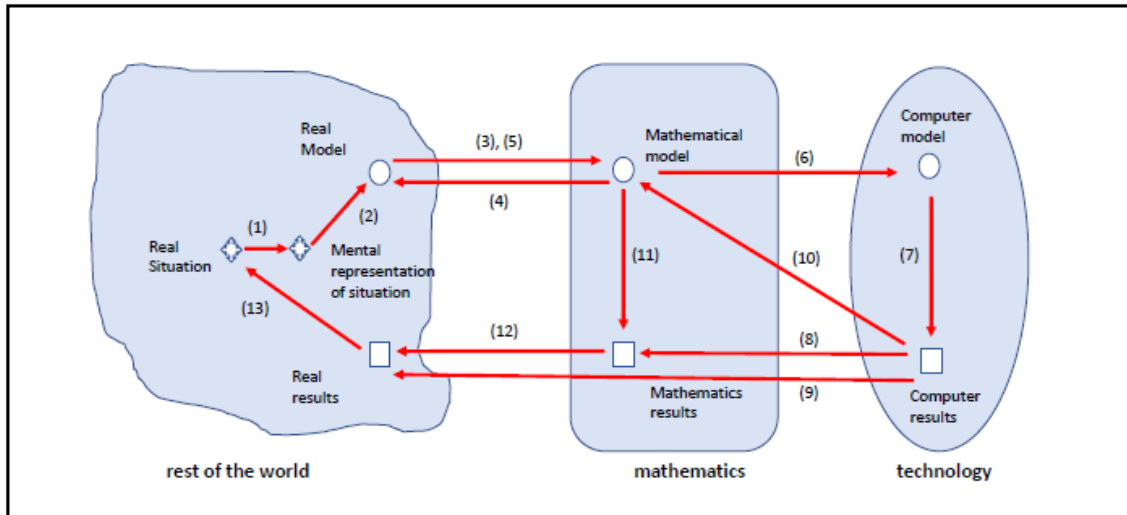 Real
Model
(3), (5)
(4)
Mathematical
model
(6)
Computer
model
(1)
(2)
Real
Situation
Mental
representation
of situation
(13)
(11)
(10)
(7)
(12)
(8)
(9)
Real
results
Mathematics
results
Computer
results
rest of the world
mathematics
technology